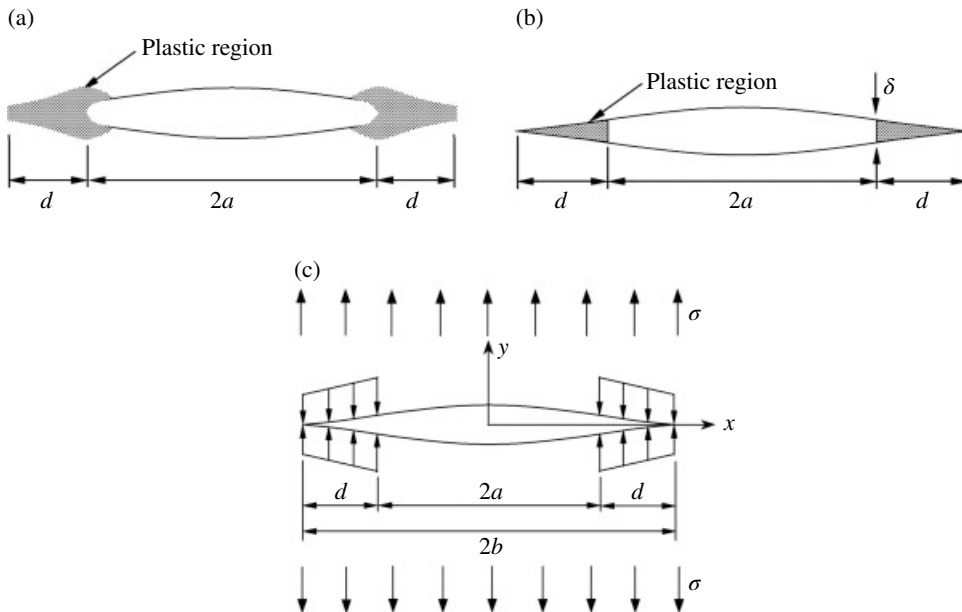 (a)
Plastic region
d
2a
d
(b)
Plastic region
δ
d
2a
d
(c)
σ
y
x
d
2a
d
2b
σ